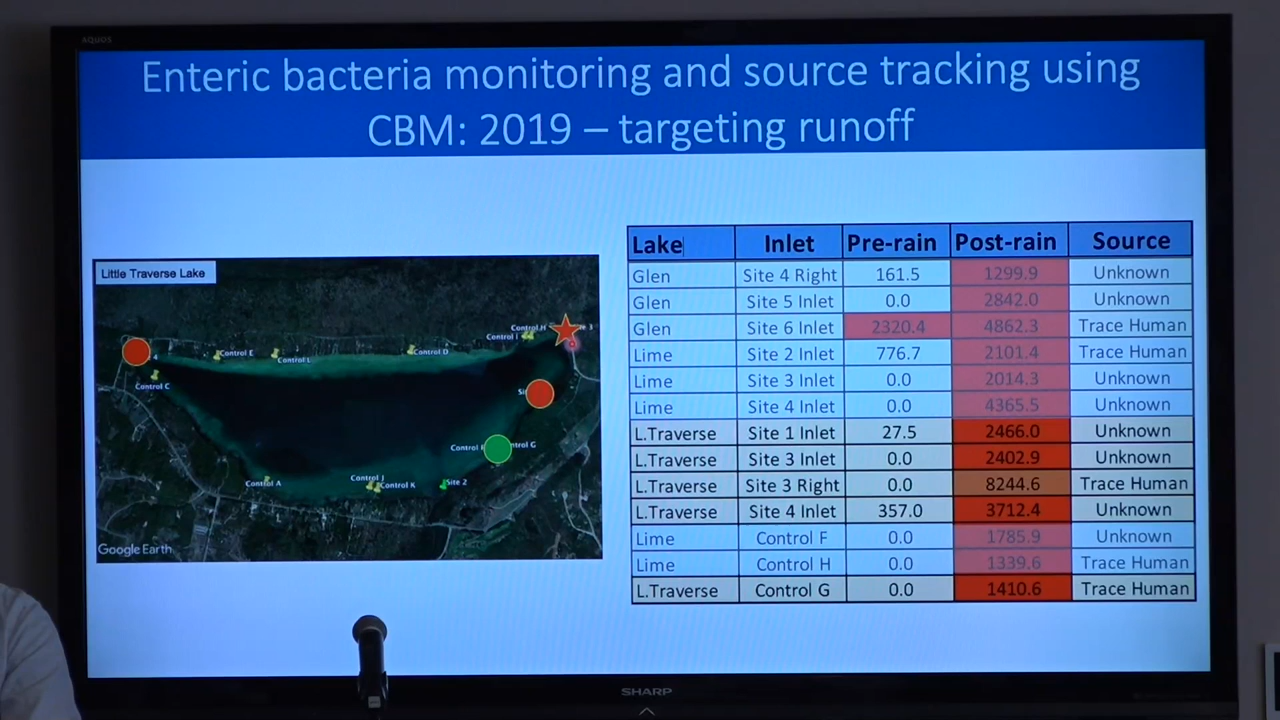 AQUOS
Enteric bacteria monitoring and source tracking using
CBM: 2019 – targeting runoff
Little Traverse Lake
Control H
Control I
Control E
Control L
Control D
4
3
Control C
Control G
Control A
Control J
Control K
Site 2
Google Earth
Lake Inlet Pre-rain Post-rain Source
Glen Site 4 Right 161.5 1299.9 Unknown
Glen Site 5 Inlet 0.0 2842.0 Unknown
Glen Site 6 Inlet 2320.4 4862.3 Trace Human
Lime Site 2 Inlet 776.7 2101.4 Trace Human
Lime Site 3 Inlet 0.0 2014.3 Unknown
Lime Site 4 Inlet 0.0 4365.5 Unknown
L.Traverse Site 1 Inlet 27.5 2466.0 Unknown
L.Traverse Site 3 Inlet 0.0 2402.9 Unknown
L.Traverse Site 3 Right 0.0 8244.6 Trace Human
L.Traverse Site 4 Inlet 357.0 3712.4 Unknown
Lime Control F 0.0 1785.9 Unknown
Lime Control H 0.0 1339.6 Trace Human
L.Traverse Control G 0.0 1410.6 Trace Human
SHARP